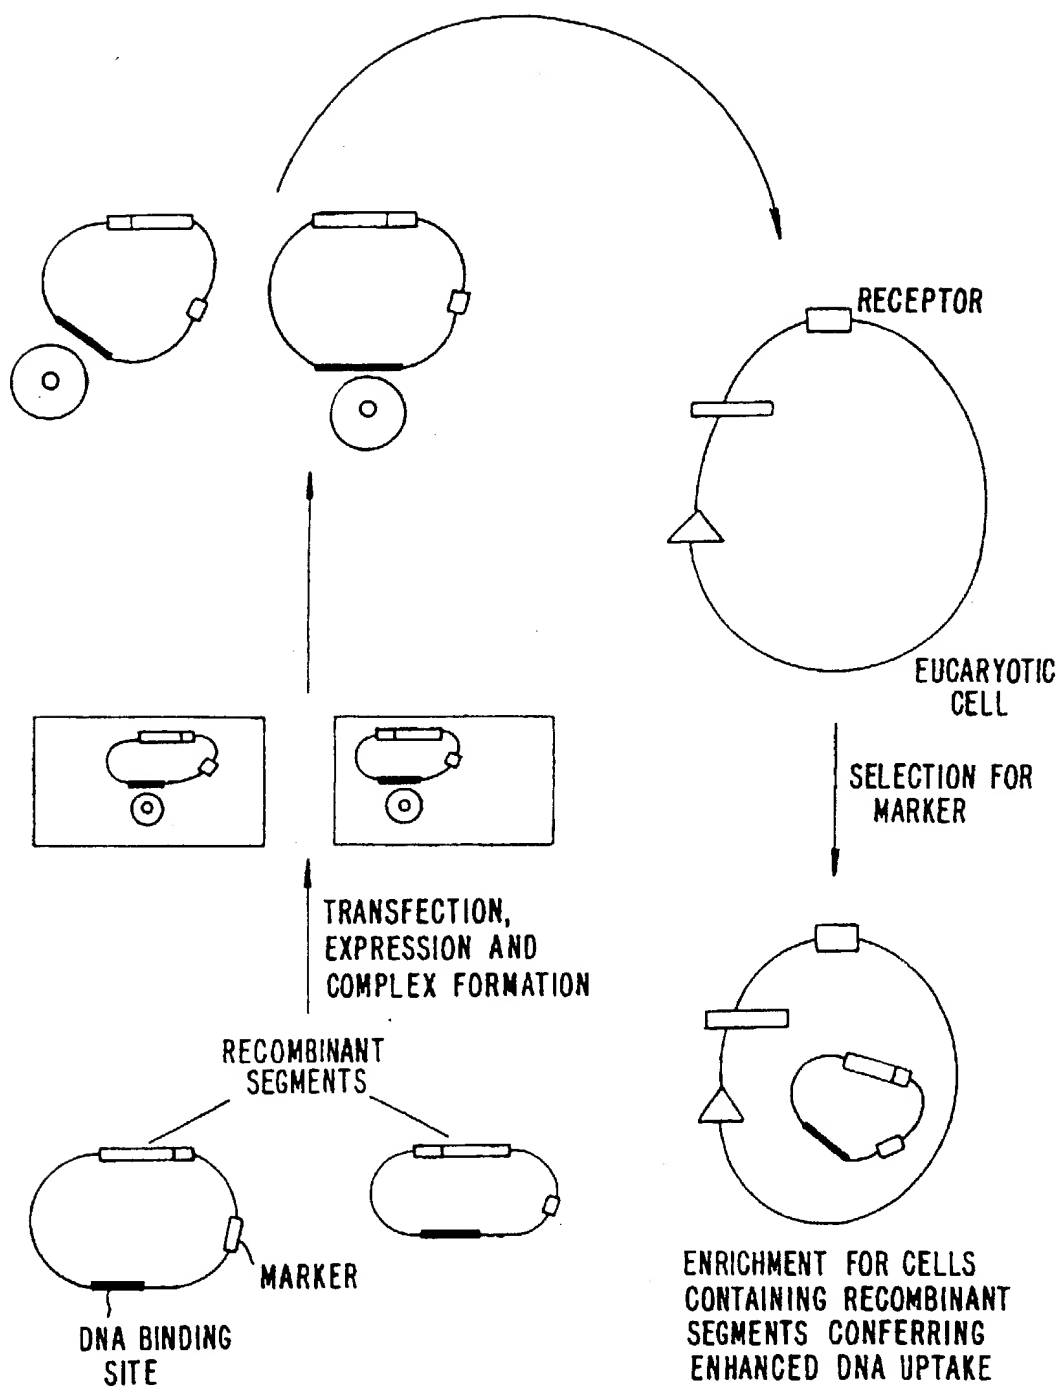 RECEPTOR
EUCARYOTIC
CELL
SELECTION FOR
MARKER
TRANSFECTION,
EXPRESSION AND
COMPLEX FORMATION
RECOMBINANT
SEGMENTS
MARKER
DNA BINDING
SITE
ENRICHMENT FOR CELLS
CONTAINING RECOMBINANT
SEGMENTS CONFERRING
ENHANCED DNA UPTAKE